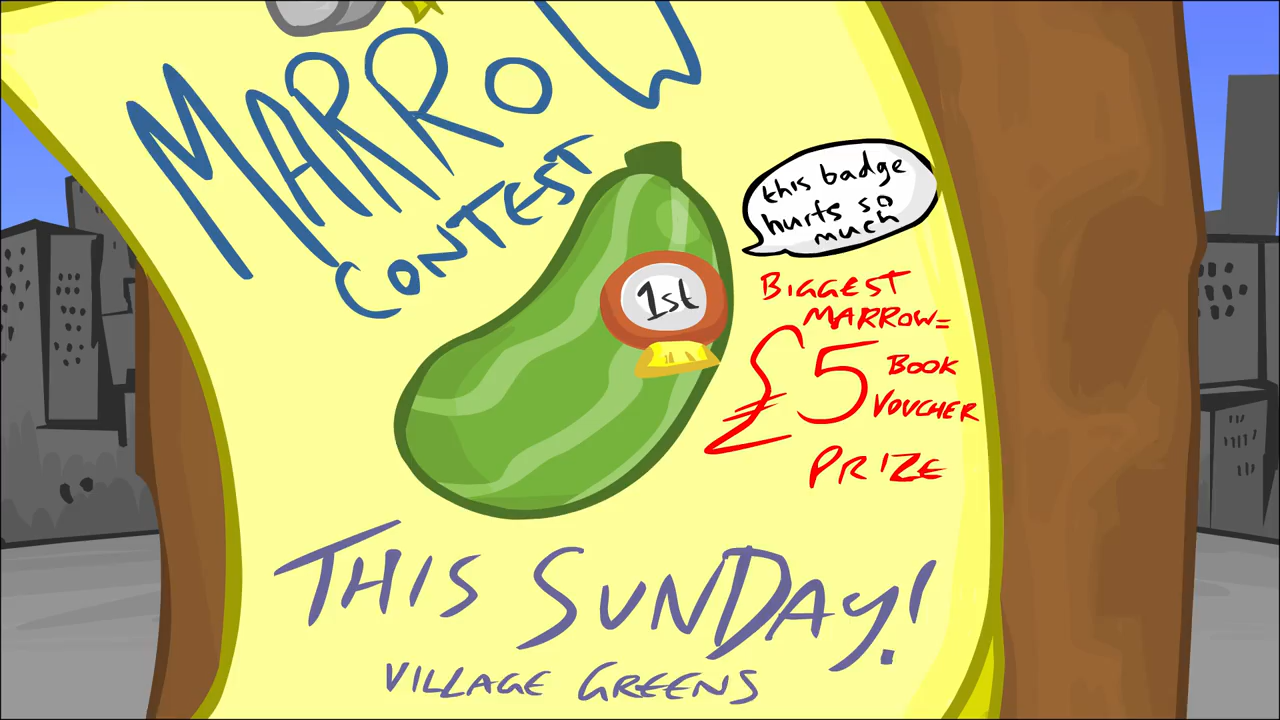 MARROW
CONTEST
this badge
hurts so
much
1st
BIGGEST
MARROW=
£5 BOOK
VOUCHER
PRIZE
THIS SUNDAY!
VILLAGE GREENS